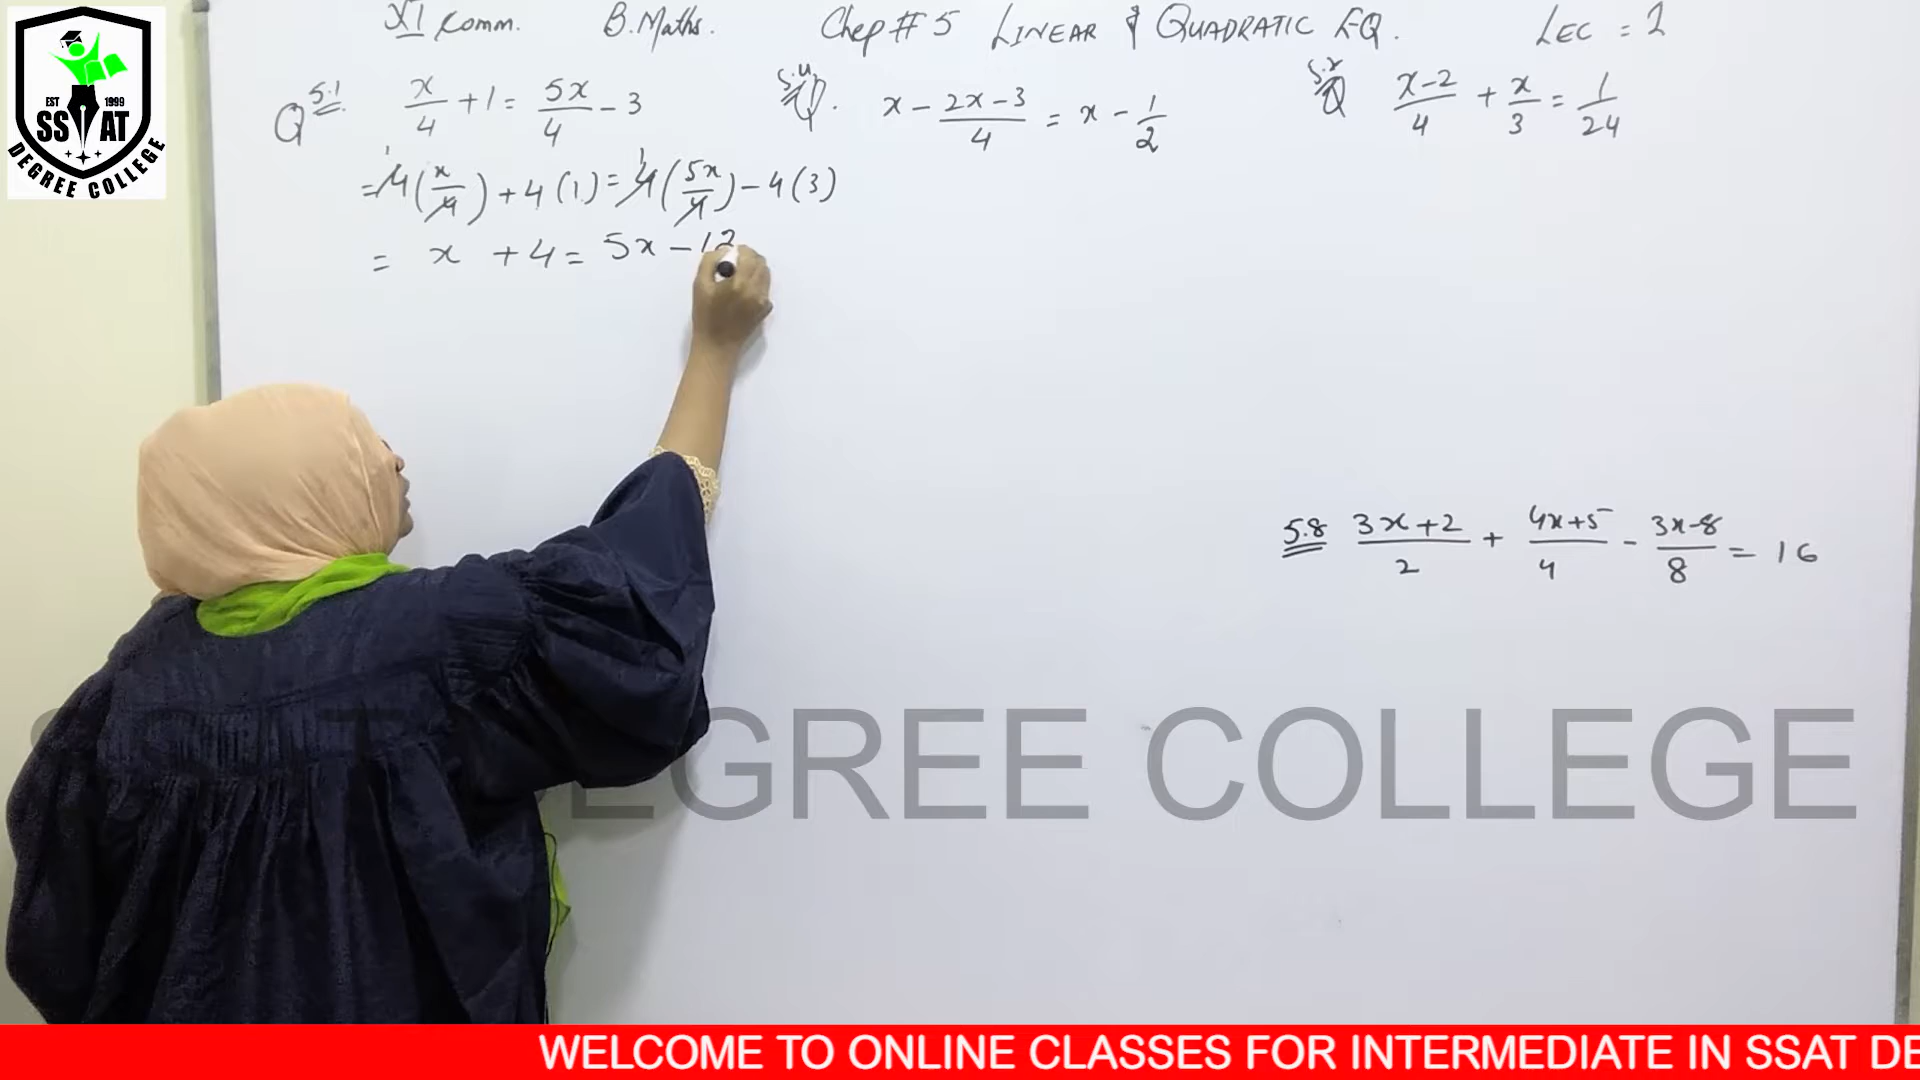 XI Comm. B.Maths. Chep # 5 LINEAR & QUADRATIC EQ. LEC = 2
EST 1999
SSAT
DEGREE COLLEGE
Q 5.1 x/4 + 1 = 5x/4 - 3
= 4(x/4) + 4(1) = 4(5x/4) - 4(3)
= x + 4 = 5x - 12
5.4 Q. x - 2x-3/4 = x - 1/2
Q x-2/4 + x/3 = 1/24
5.8 3x+2/2 + 4x+5/4 - 3x-8/8 = 16
SSAT DEGREE COLLEGE
WELCOME TO ONLINE CLASSES FOR INTERMEDIATE IN SSAT DE